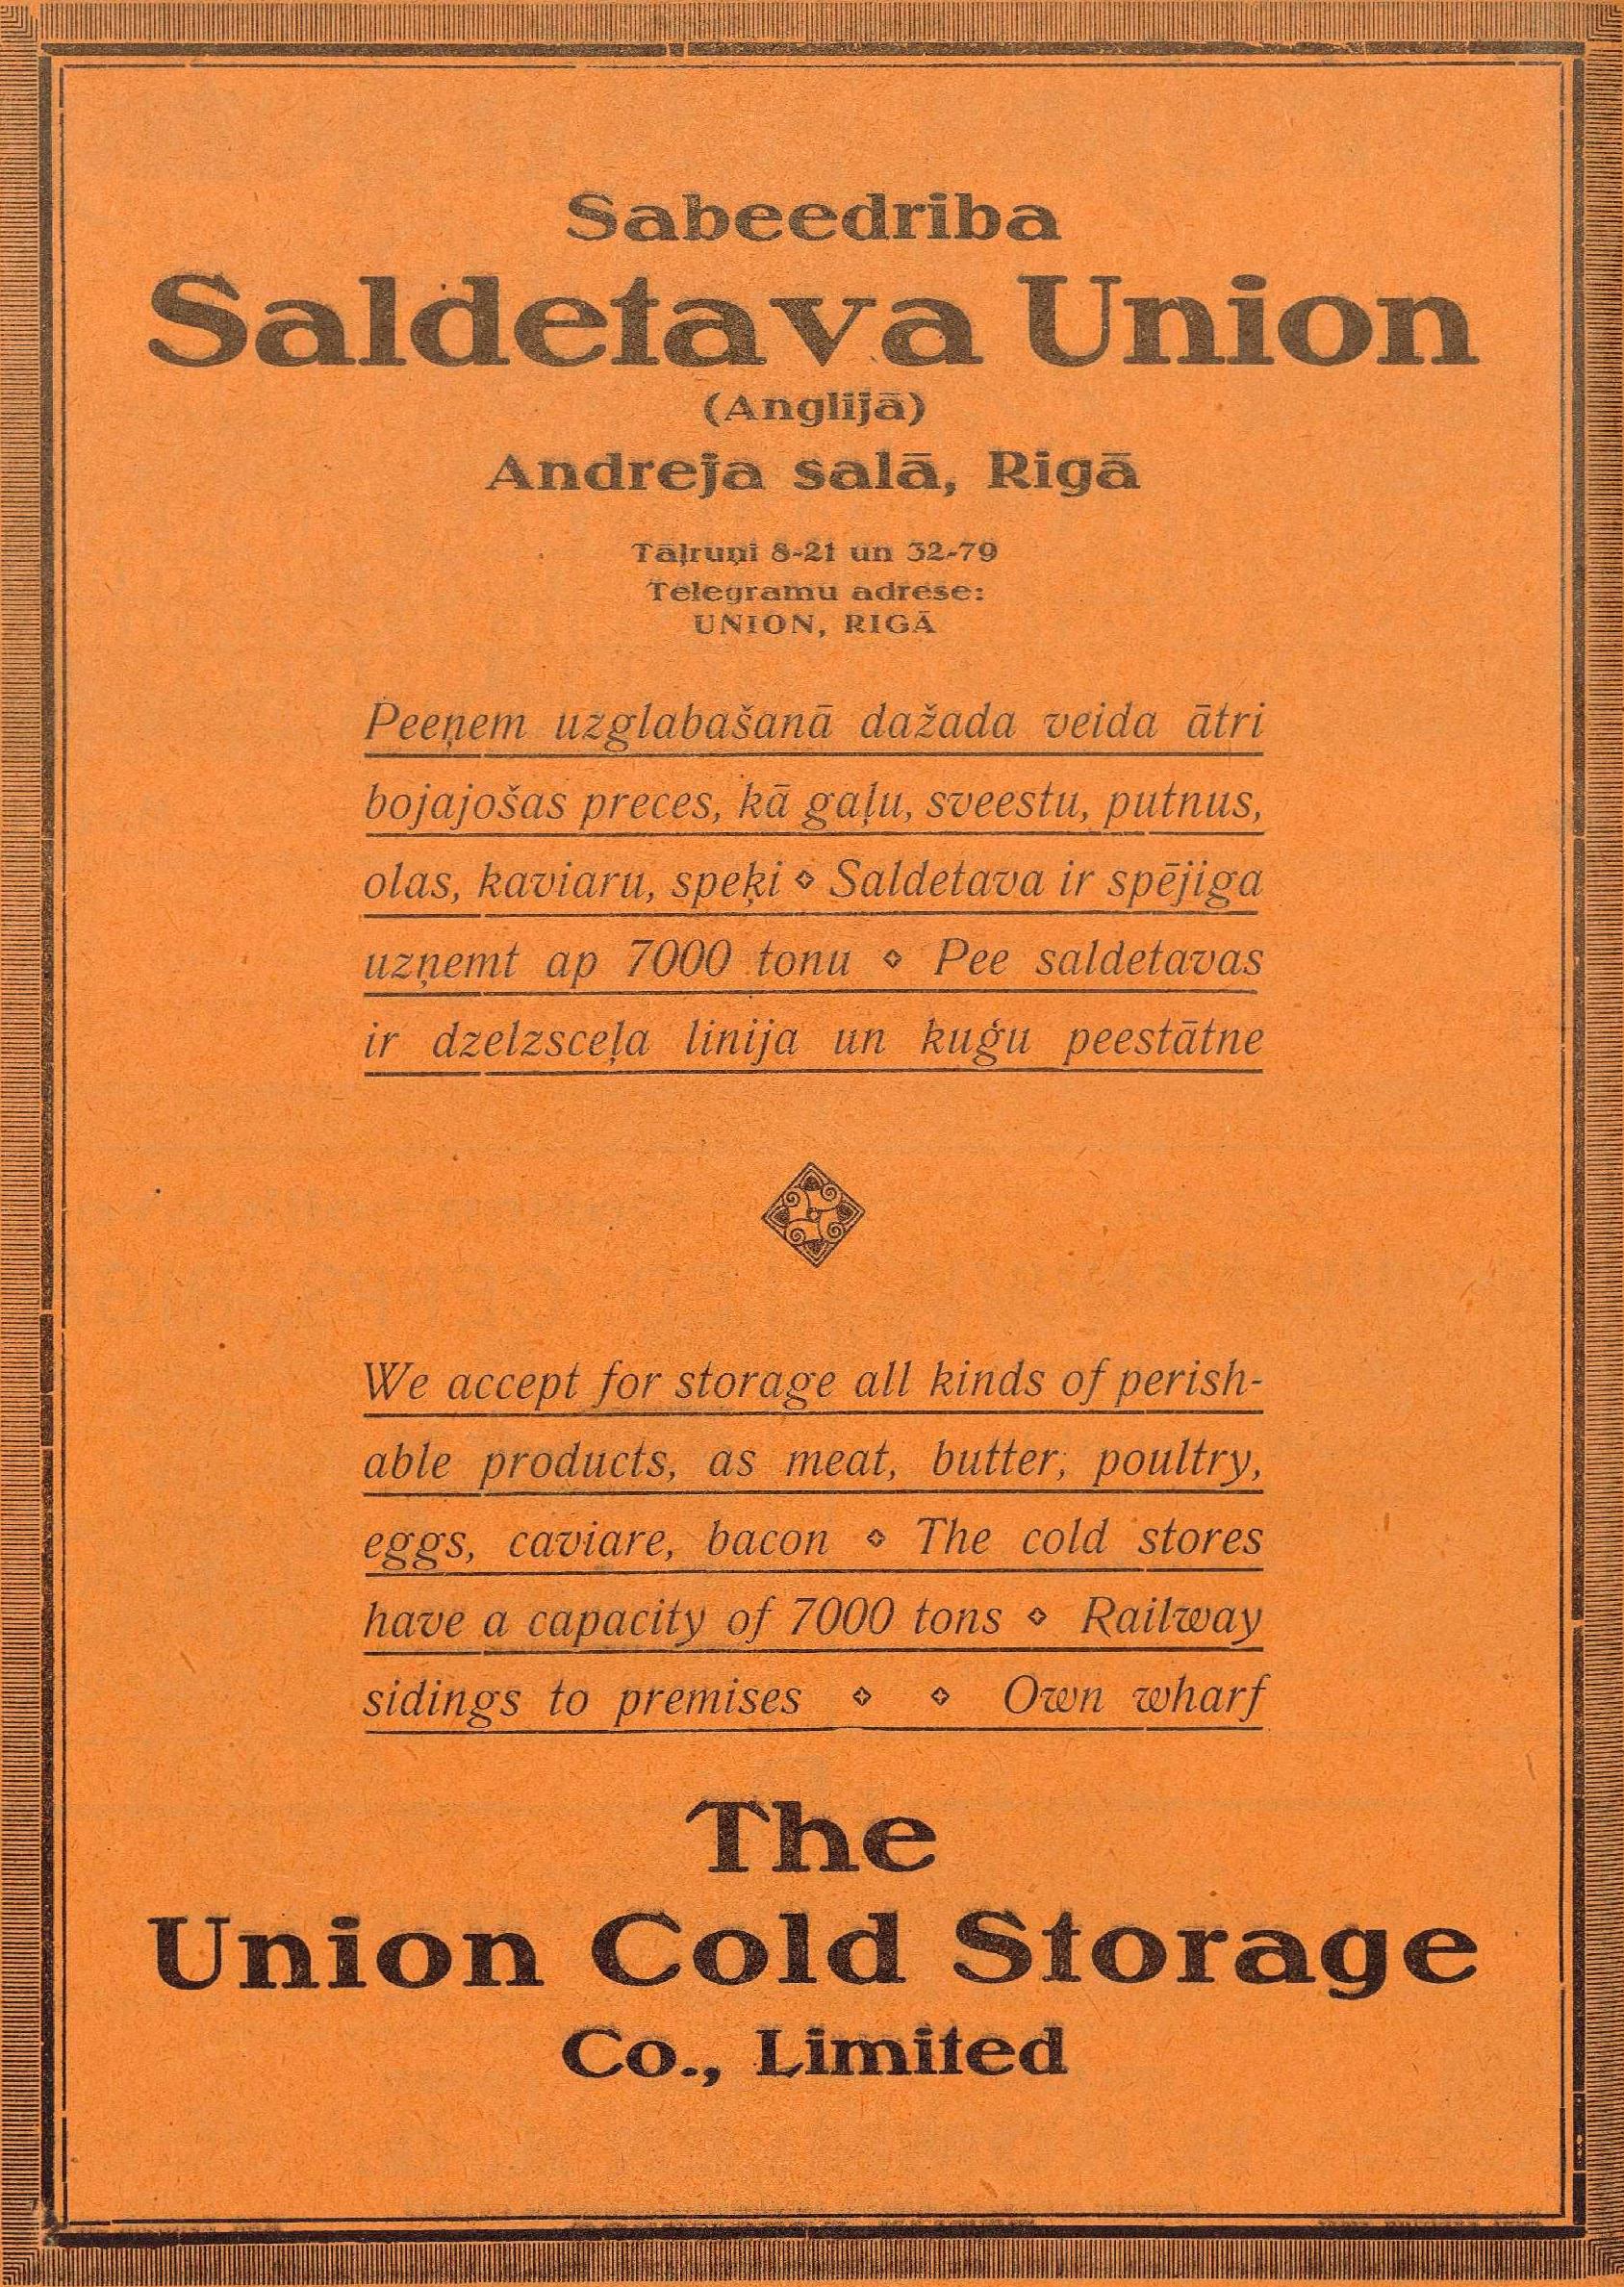 Sabeedriba
Saldetava Union
(Anglijā)
Andreja salā, Rigā
Tāļruņi 8-21 un 32-79
Telegramu adrese:
UNION, RIGĀ
Peeņem uzglabašanā dažada veida ātri
bojajošas preces, kā gaļu, sveestu, putnus,
olas, kaviaru, speķi ⟡ Saldetava ir spējiga
uzņemt ap 7000 tonu ⟡ Pee saldetavas
ir dzelzsceļa linija un kuģu peestātne
We accept for storage all kinds of perish-
able products, as meat, butter, poultry,
eggs, caviare, bacon ⟡ The cold stores
have a capacity of 7000 tons ⟡ Railway
sidings to premises ⟡ ⟡ Own wharf
The
Union Cold Storage
Co., Limited